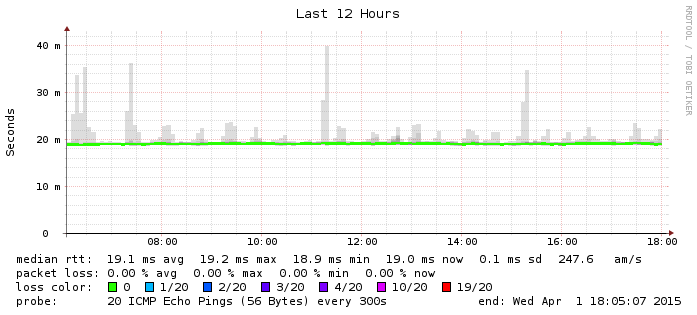 Last 12 Hours
RRDTOOL / TOBI OETIKER
Seconds
40 m
30 m
20 m
10 m
0
08:00 10:00 12:00 14:00 16:00 18:00
median rtt: 19.1 ms avg 19.2 ms max 18.9 ms min 19.0 ms now 0.1 ms sd 247.6 am/s
packet loss: 0.00 % avg 0.00 % max 0.00 % min 0.00 % now
loss color: 0 1/20 2/20 3/20 4/20 10/20 19/20
probe: 20 ICMP Echo Pings (56 Bytes) every 300s end: Wed Apr 1 18:05:07 2015